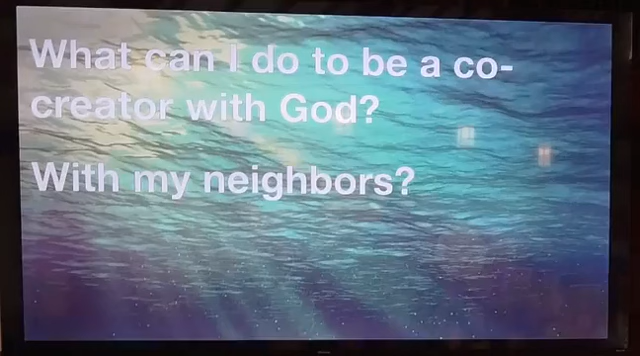 What can I do to be a co-
creator with God?
With my neighbors?